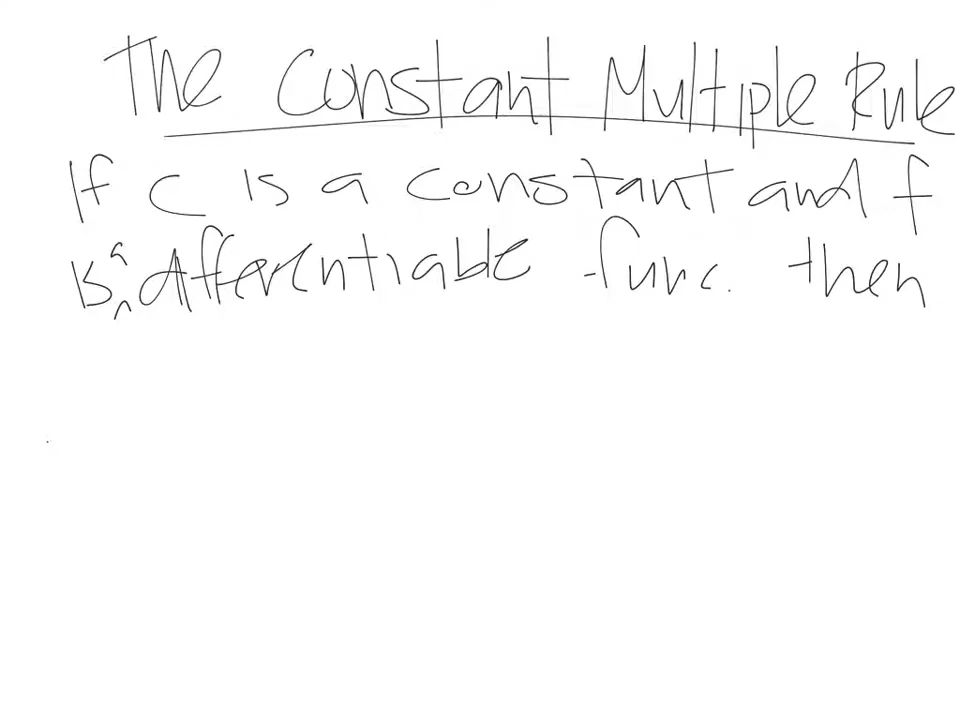 The Constant Multiple Rule
If c is a constant and f
is a differentiable func. then